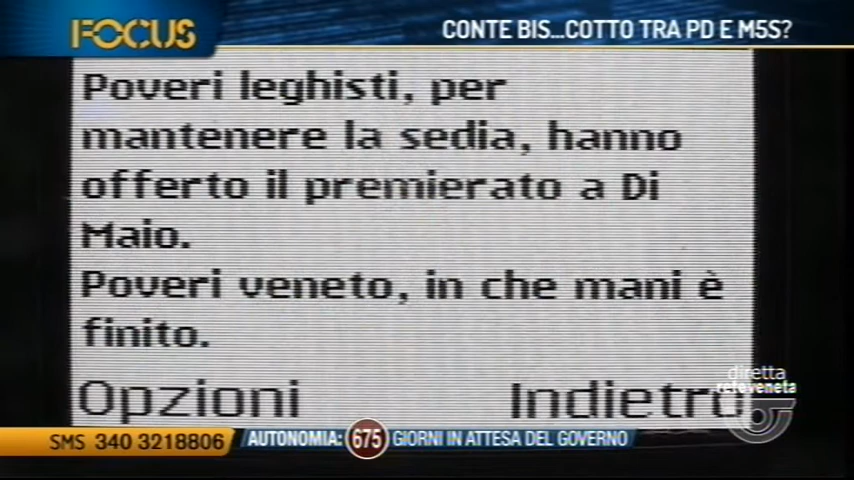 FOCUS
CONTE BIS...COTTO TRA PD E M5S?
Poveri leghisti, per
mantenere la sedia, hanno
offerto il premierato a Di
Maio.
Poveri veneto, in che mani è
finito.
Opzioni Indietro
diretta
reteveneta
SMS 340 3218806 AUTONOMIA: 675 GIORNI IN ATTESA DEL GOVERNO